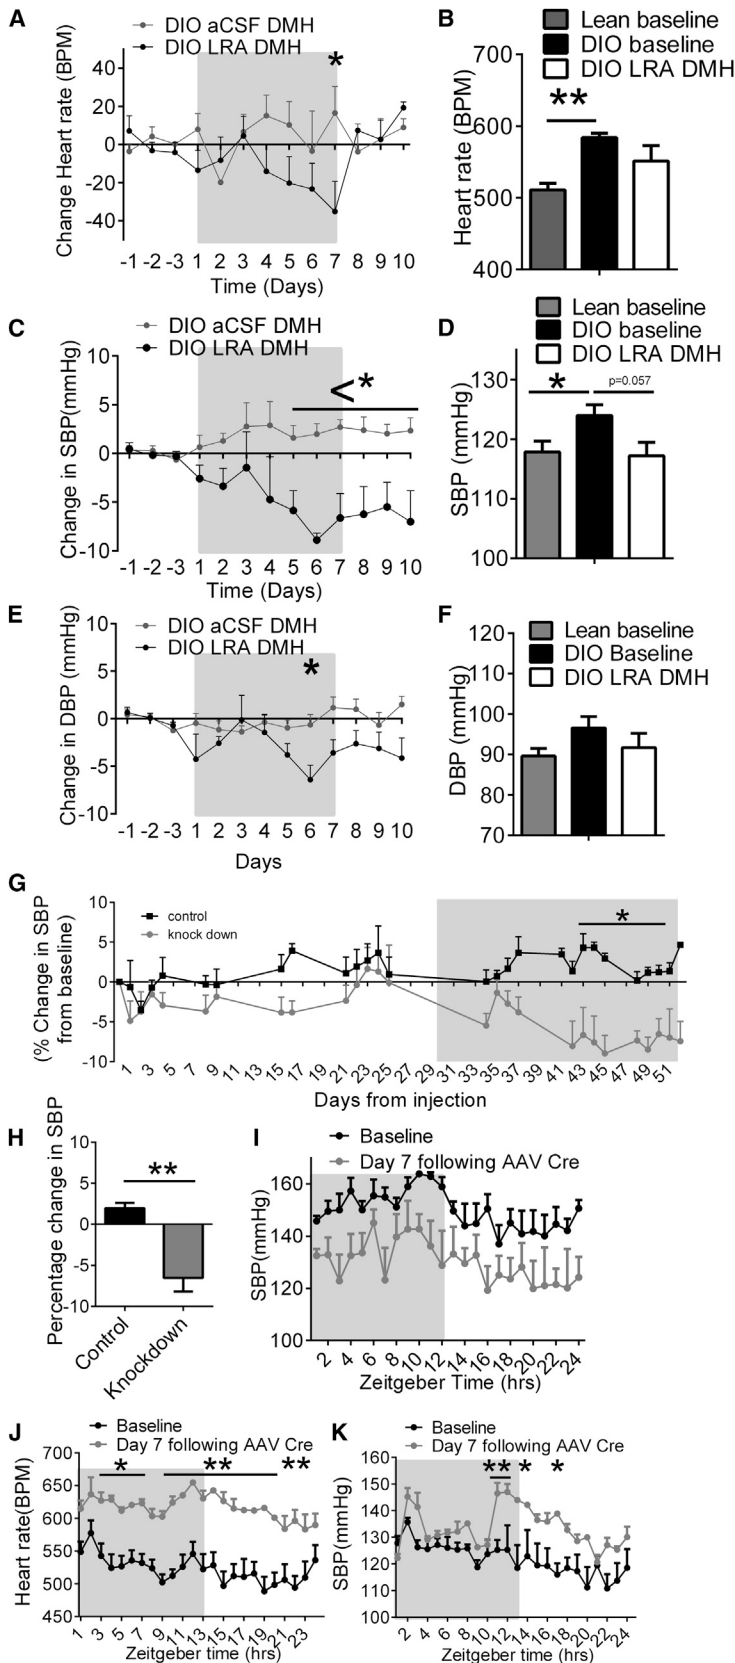 A
DIO aCSF DMH
DIO LRA DMH
Change Heart rate (BPM)
40
20
0
-20
-40
*
-1 -2 -3 1 2 3 4 5 6 7 8 9 10
Time (Days)
B
Lean baseline
DIO baseline
DIO LRA DMH
Heart rate (BPM)
700
600
500
400
**
C
DIO aCSF DMH
DIO LRA DMH
Change in SBP(mmHg)
10
5
0
-5
-10
<*
-1 -2 -3 1 2 3 4 5 6 7 8 9 10
Time (Days)
D
Lean baseline
DIO baseline
DIO LRA DMH
SBP (mmHg)
130
120
110
100
*
p=0.057
E
DIO aCSF DMH
DIO LRA DMH
Change in DBP (mmHg)
10
5
0
-5
-10
*
-1 -2 -3 1 2 3 4 5 6 7 8 9 10
Days
F
Lean baseline
DIO Baseline
DIO LRA DMH
DBP (mmHg)
120
110
100
90
80
70
G
(% Change in SBP
from baseline)
control
knock down
10
5
0
-5
-10
*
1 3 5 7 9 11 13 15 17 19 21 23 25 27 29 31 33 35 37 39 41 43 45 47 49 51
Days from injection
H
Percentage change in SBP
10
5
0
-5
-10
**
Control
Knockdown
I
Baseline
Day 7 following AAV Cre
SBP(mmHg)
160
140
120
100
2 4 6 8 10 12 14 16 18 20 22 24
Zeitgeber Time (hrs)
J
Baseline
Day 7 following AAV Cre
Heart rate(BPM)
700
650
600
550
500
450
* ** **
1 3 5 7 9 11 13 15 17 19 21 23
Zeitgeber time (hrs)
K
Baseline
Day 7 following AAV Cre
SBP(mmHg)
160
150
140
130
120
110
100
** * *
2 4 6 8 10 12 14 16 18 20 22 24
Zeitgeber time (hrs)